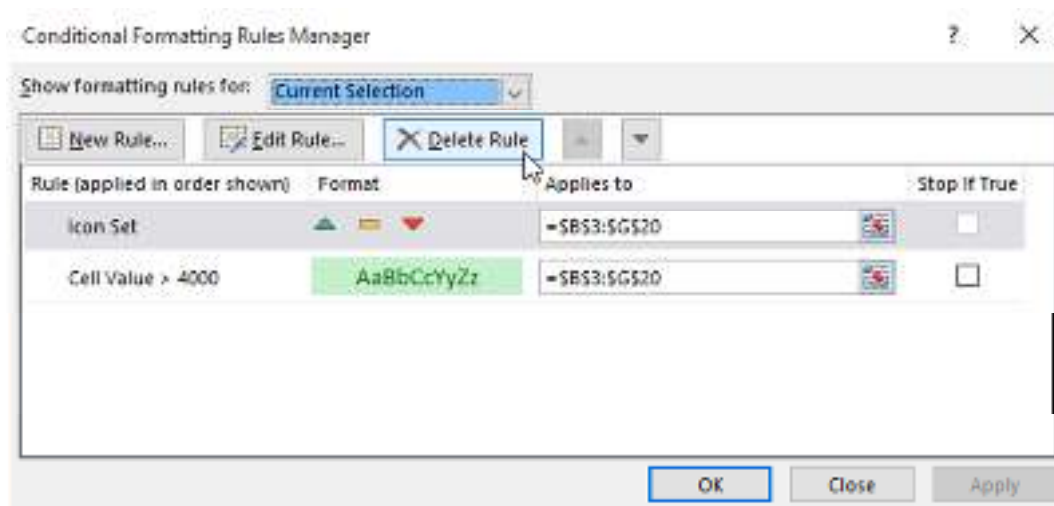 Conditional Formatting Rules Manager ?
Show formatting rules for: Current Selection
New Rule... Edit Rule... Delete Rule
Rule (applied in order shown) Format Applies to Stop If True
Icon Set =$B$3:$G$20
Cell Value > 4000 AaBbCcYyZz =$B$3:$G$20
OK Close Apply